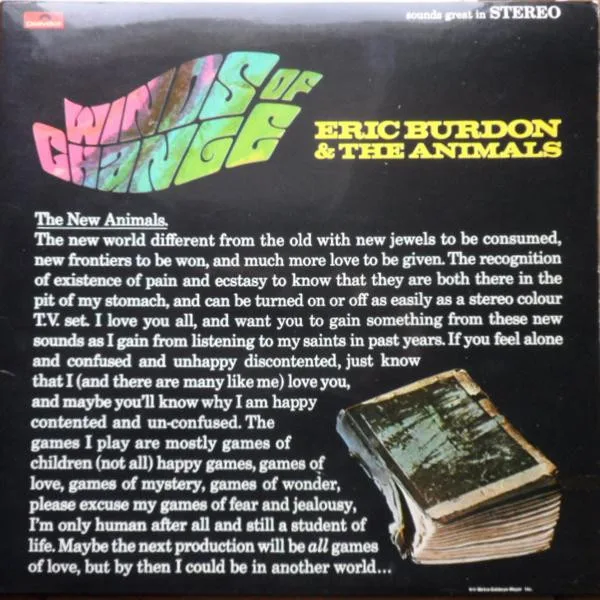 Polydor
sounds great in STEREO
WINDS OF
CHANGE
ERIC BURDON
& THE ANIMALS
The New Animals.
The new world different from the old with new jewels to be consumed,
new frontiers to be won, and much more love to be given. The recognition
of existence of pain and ecstasy to know that they are both there in the
pit of my stomach, and can be turned on or off as easily as a stereo colour
T.V. set. I love you all, and want you to gain something from these new
sounds as I gain from listening to my saints in past years. If you feel alone
and confused and unhappy discontented, just know
that I (and there are many like me) love you,
and maybe you'll know why I am happy
contented and un-confused. The
games I play are mostly games of
children (not all) happy games, games of
love, games of mystery, games of wonder,
please excuse my games of fear and jealousy,
I'm only human after all and still a student of
life. Maybe the next production will be all games
of love, but by then I could be in another world...
Metro-Goldwyn-Mayer Inc.